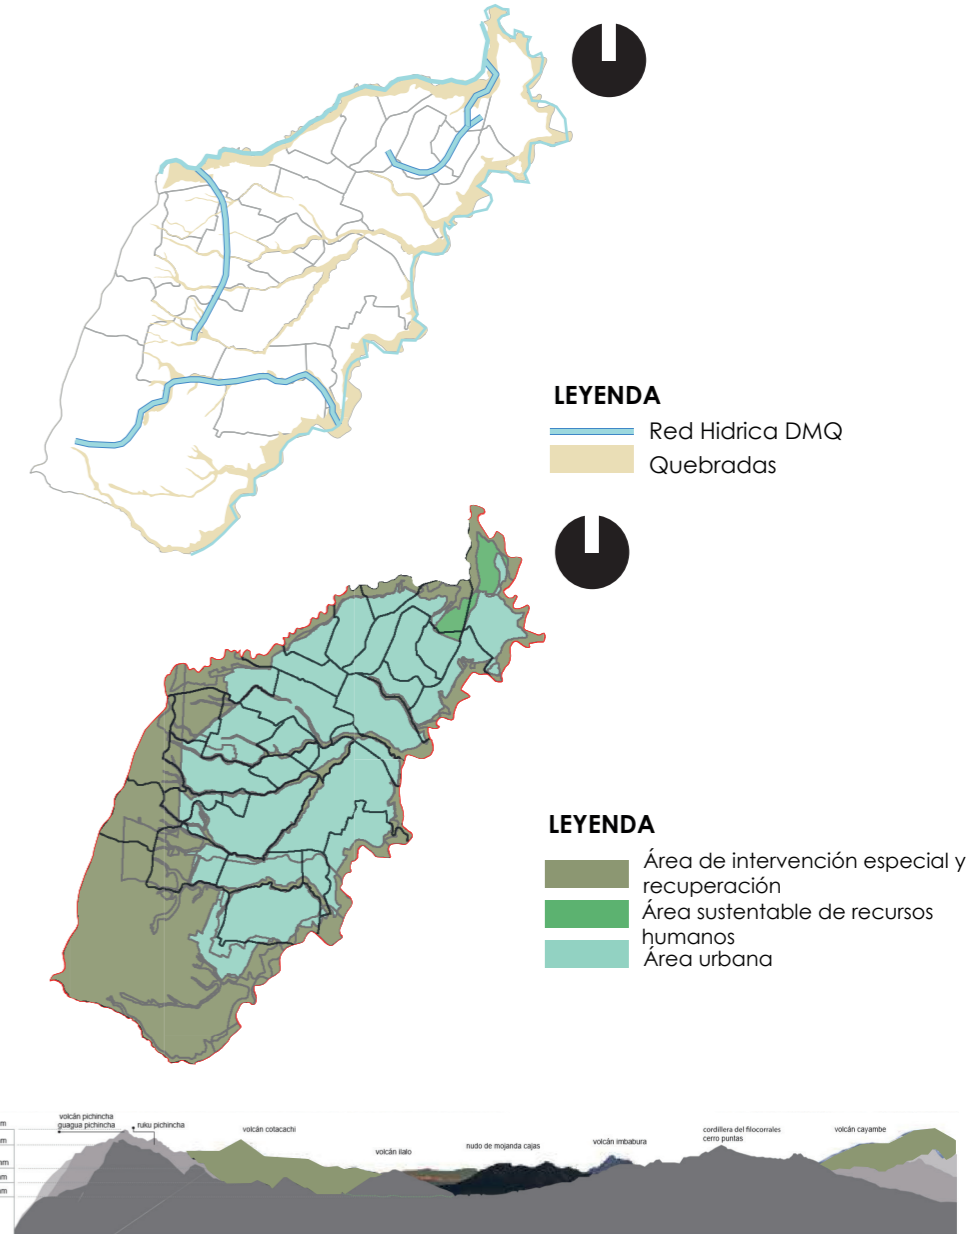 LEYENDA
Red Hidrica DMQ
Quebradas
LEYENDA
Área de intervención especial y
recuperación
Área sustentable de recursos
humanos
Área urbana
volcán pichincha
guagua pichincha
ruku pichincha
volcán cotacachi
volcán ilalo
nudo de mojanda cajas
volcán imbabura
cordillera del filocorrales
cerro puntas
volcán cayambe